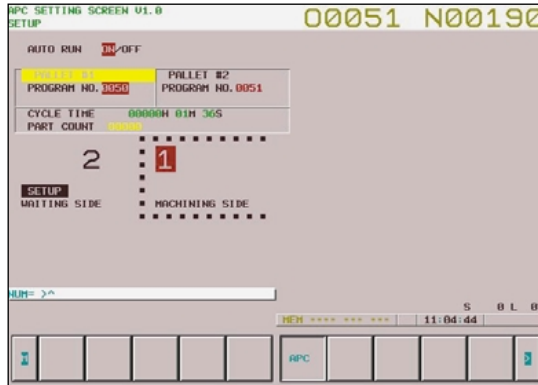 APC SETTING SCREEN V1.0 O0051 N00190
SETUP
AUTO RUN ON/OFF
PALLET #1 PALLET #2
PROGRAM NO. 0050 PROGRAM NO. 0051
CYCLE TIME 00000H 01M 36S
PART COUNT 00000
2 1
SETUP
WAITING SIDE MACHINING SIDE
NUM= >^
S 0 L 0
MEM **** *** *** 11:04:44
APC >